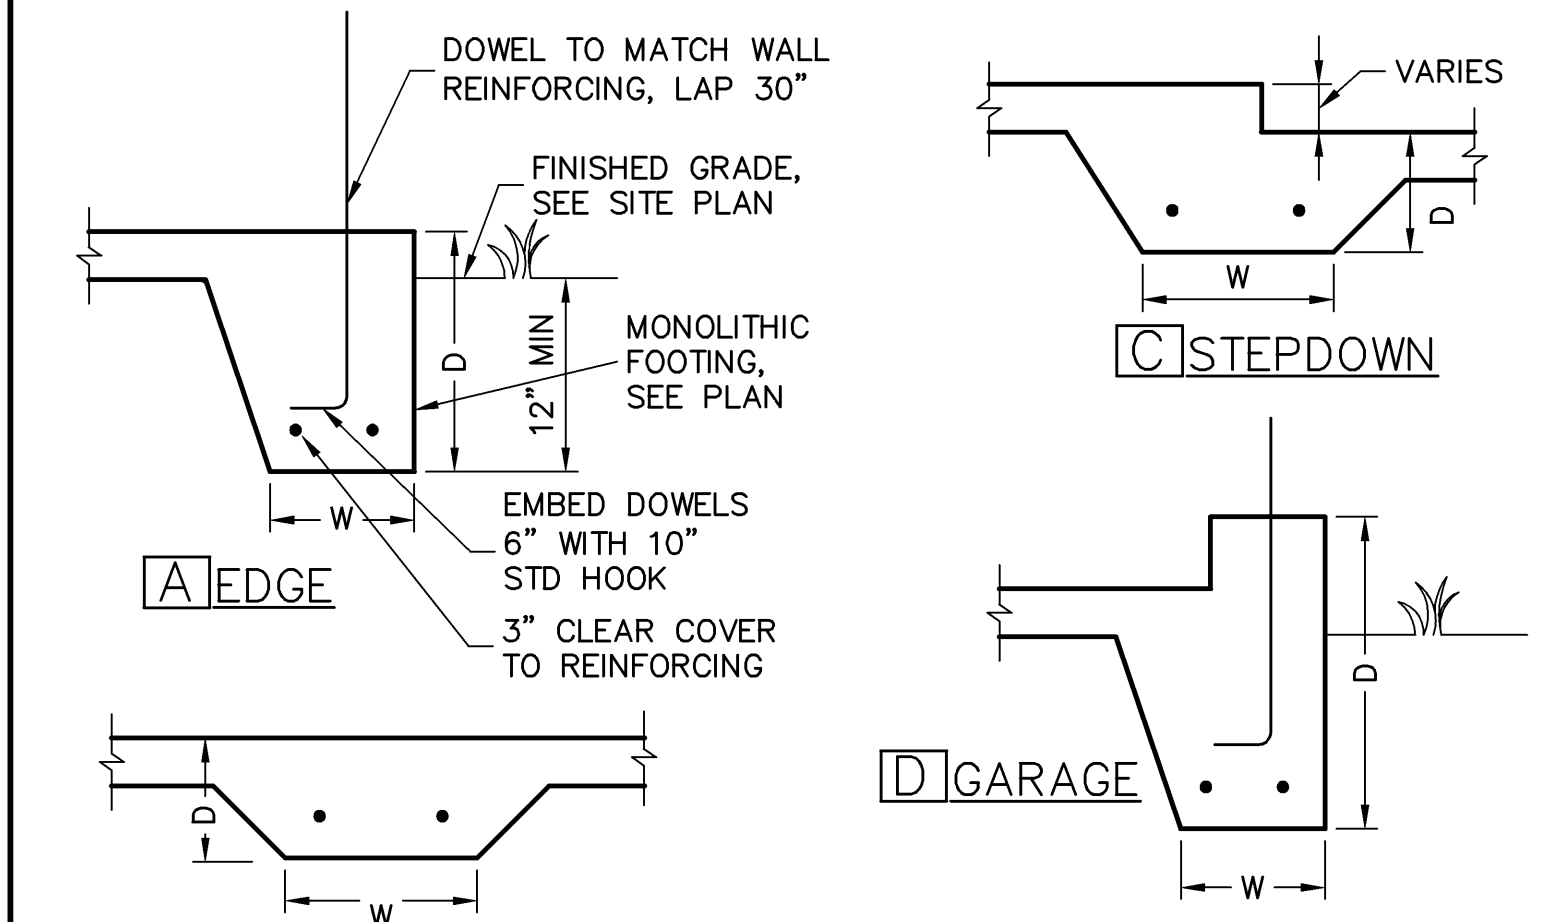 DOWEL TO MATCH WALL
REINFORCING, LAP 30”
FINISHED GRADE,
SEE SITE PLAN
D
12” MIN
MONOLITHIC
FOOTING,
SEE PLAN
W
EMBED DOWELS
6” WITH 10”
STD HOOK
3” CLEAR COVER
TO REINFORCING
A EDGE
VARIES
D
W
C STEPDOWN
D
W
D
D GARAGE
W